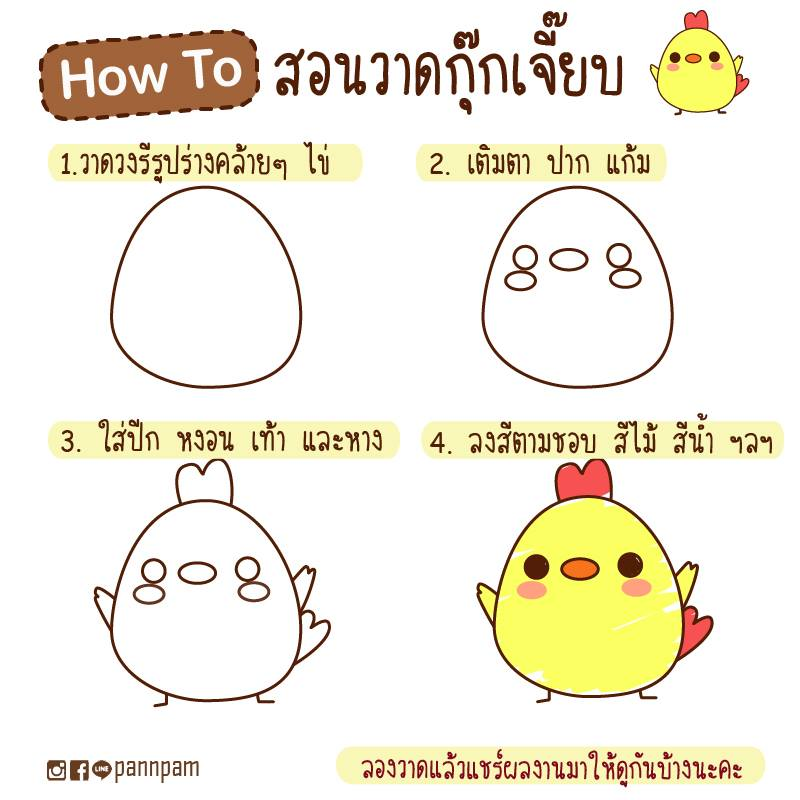 How To สอนวาดกุ๊กเจี๊ยบ
1.วาดวงรีรูปร่างคล้ายๆ ไข่
2. เติมตา ปาก แก้ม
3. ใส่ปีก หงอน เท้า และหาง
4. ลงสีตามชอบ สีไม้ สีน้ำ ฯลฯ
LINE pannpam
ลองวาดแล้วแชร์ผลงานมาให้ดูกันบ้างนะคะ